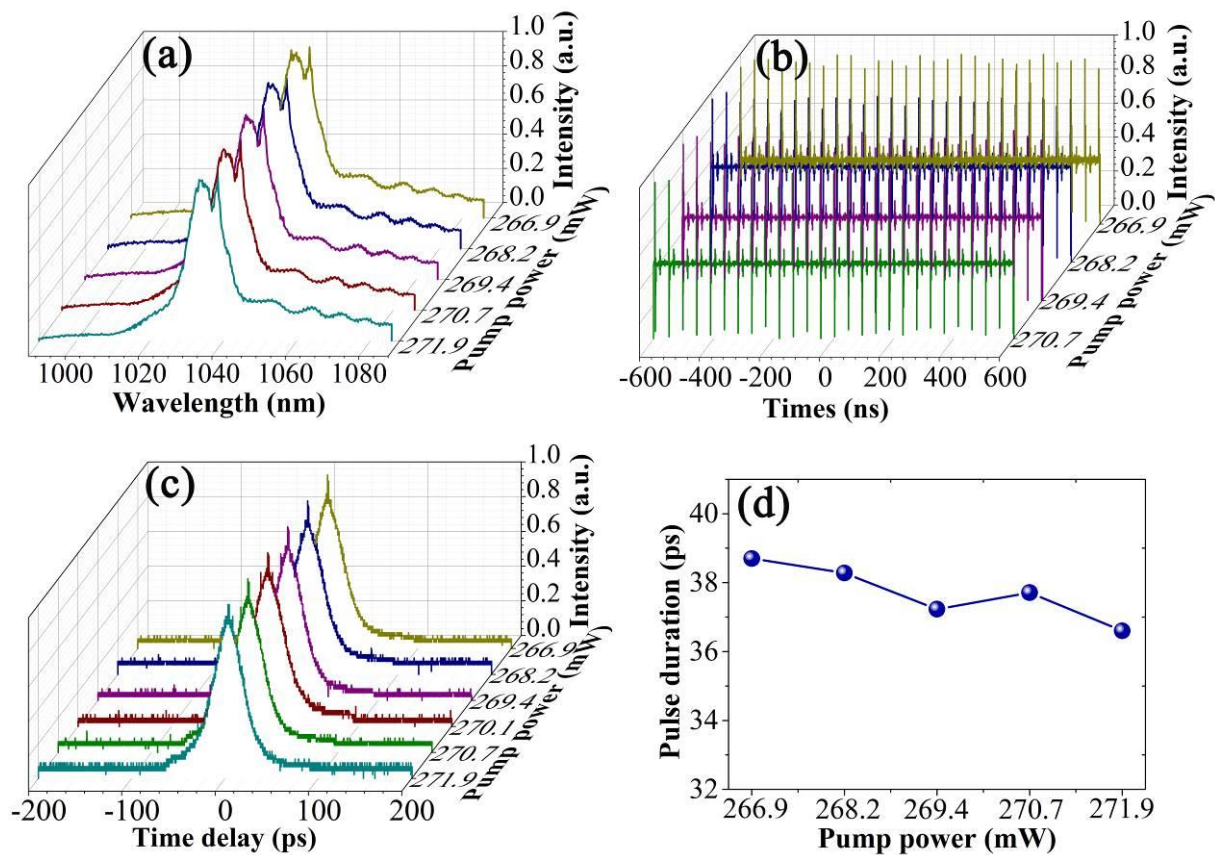 (a)
1.0
0.8
0.6
0.4
0.2
0.0
Intensity (a.u.)
266.9
268.2
269.4
270.7
271.9
Pump power (mW)
1000 1020 1040 1060 1080
Wavelength (nm)
(b)
1.0
0.8
0.6
0.4
0.2
0.0
Intensity (a.u.)
266.9
268.2
269.4
270.7
Pump power (mW)
-600 -400 -200 0 200 400 600
Times (ns)
(c)
1.0
0.8
0.6
0.4
0.2
0.0
Intensity (a.u.)
266.9
268.2
269.4
270.1
270.7
271.9
Pump power (mW)
-200 -100 0 100 200
Time delay (ps)
(d)
40
38
36
34
32
Pulse duration (ps)
266.9 268.2 269.4 270.7 271.9
Pump power (mW)